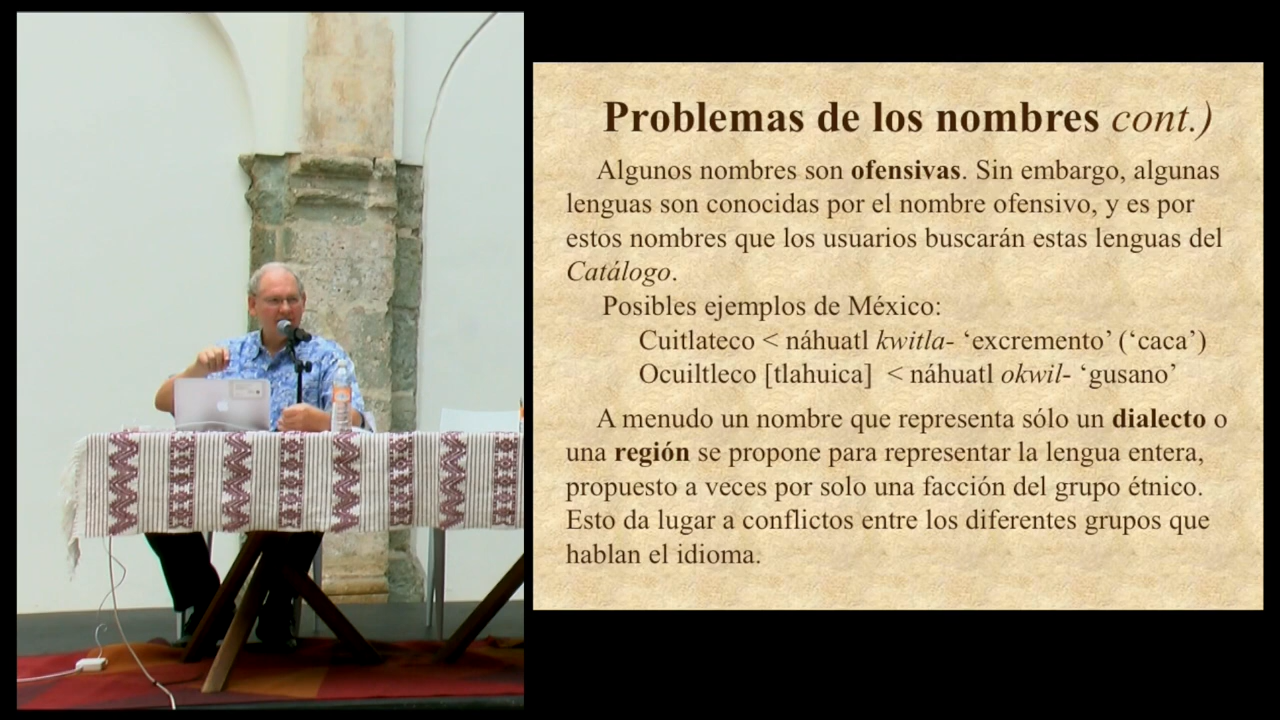 Problemas de los nombres cont.)
Algunos nombres son ofensivas. Sin embargo, algunas
lenguas son conocidas por el nombre ofensivo, y es por
estos nombres que los usuarios buscarán estas lenguas del
Catálogo.
Posibles ejemplos de México:
Cuitlateco < náhuatl kwitla- ‘excremento’ (‘caca’)
Ocuiltleco [tlahuica] < náhuatl okwil- ‘gusano’
A menudo un nombre que representa sólo un dialecto o
una región se propone para representar la lengua entera,
propuesto a veces por solo una facción del grupo étnico.
Esto da lugar a conflictos entre los diferentes grupos que
hablan el idioma.